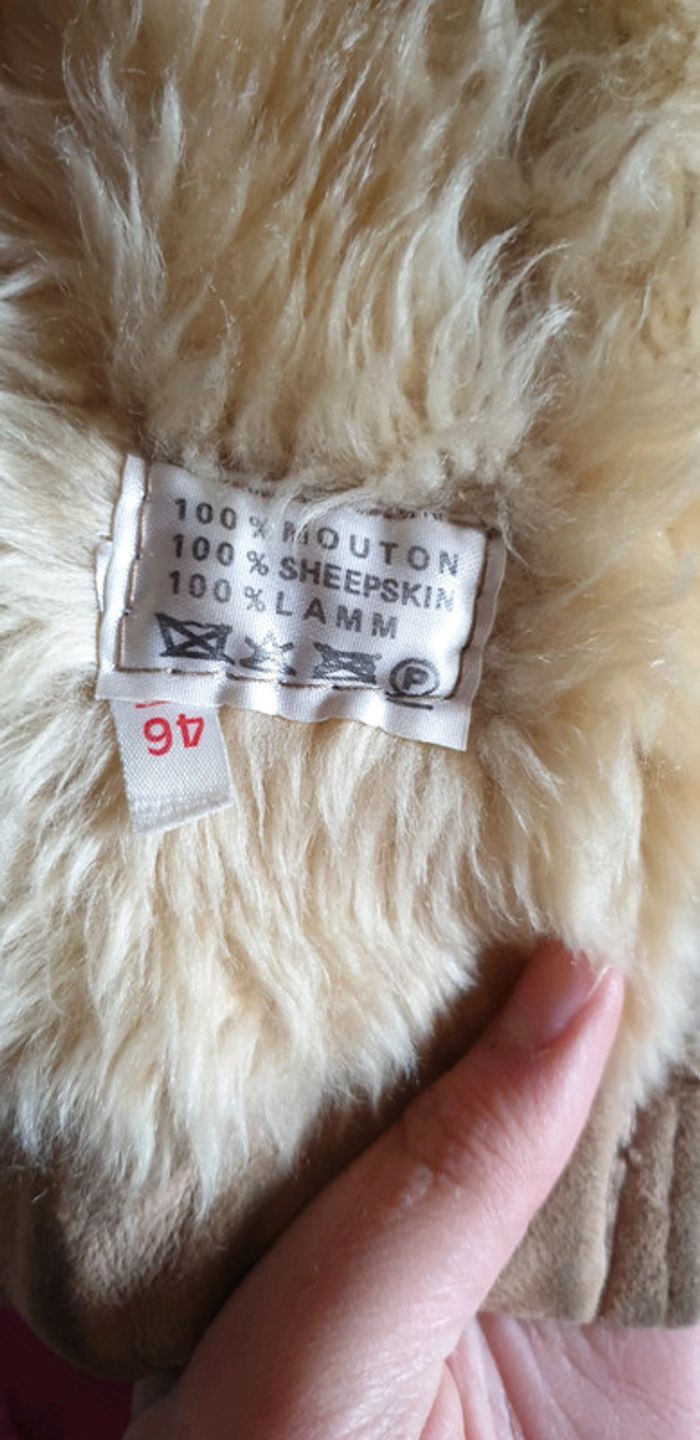 100% MOUTON
100% SHEEPSKIN
100% LAMM
P
46